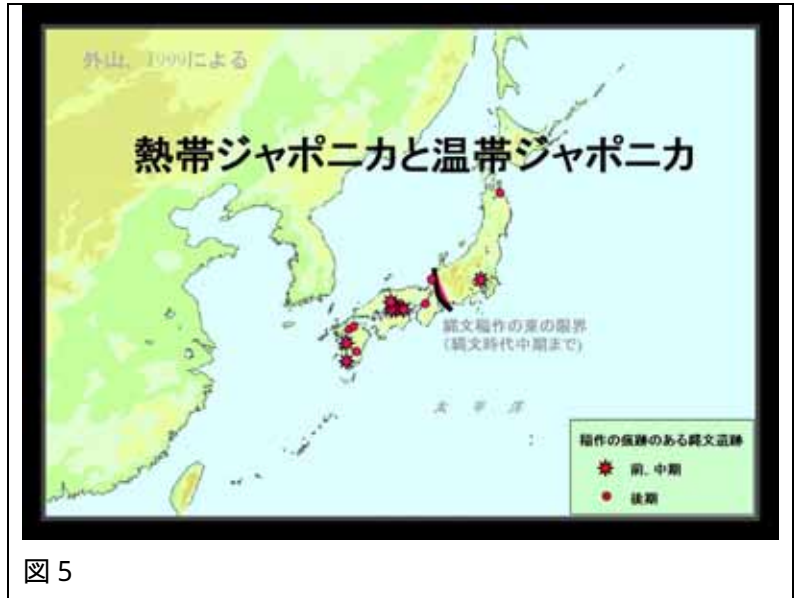 外山，1999による
熱帯ジャポニカと温帯ジャポニカ
縄文稲作の東の限界
（縄文時代中期まで）
太 平 洋
稲作の痕跡のある縄文遺跡
前、中期
後期
図 5